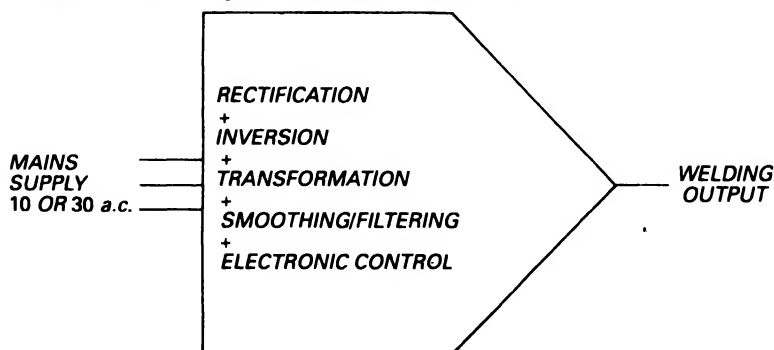 RECTIFICATION
+
INVERSION
+
TRANSFORMATION
+
SMOOTHING/FILTERING
+
ELECTRONIC CONTROL
MAINS
SUPPLY
10 OR 30 a.c.
WELDING
OUTPUT